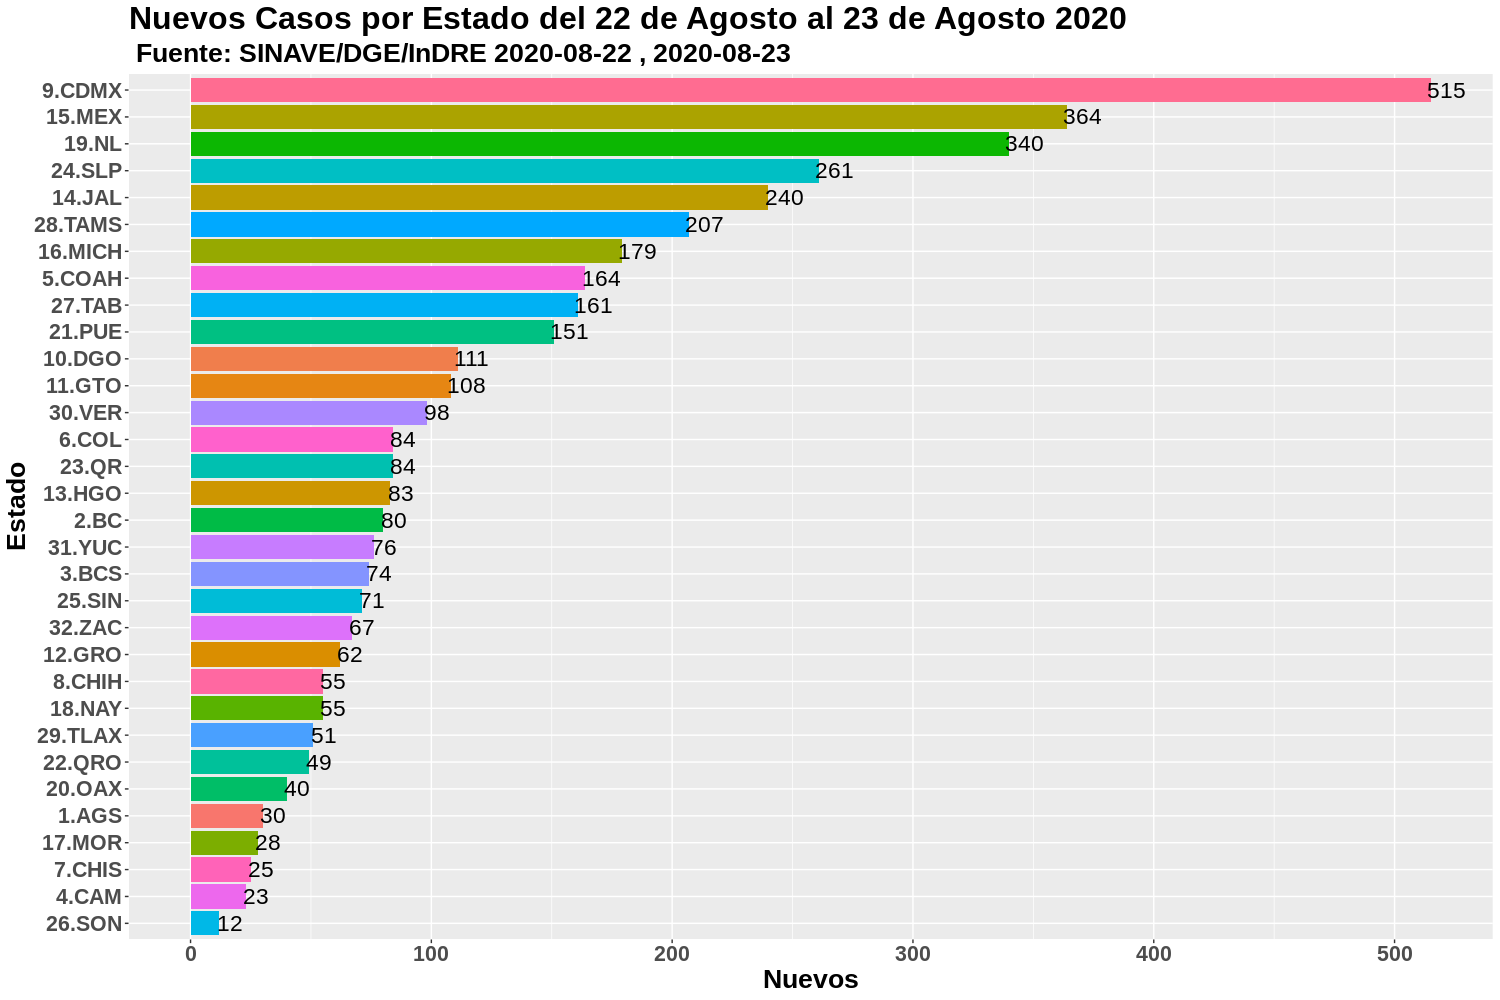 Nuevos Casos por Estado del 22 de Agosto al 23 de Agosto 2020
Fuente: SINAVE/DGE/InDRE 2020-08-22 , 2020-08-23
Estado
9.CDMX 515
15.MEX 364
19.NL 340
24.SLP 261
14.JAL 240
28.TAMS 207
16.MICH 179
5.COAH 164
27.TAB 161
21.PUE 151
10.DGO 111
11.GTO 108
30.VER 98
6.COL 84
23.QR 84
13.HGO 83
2.BC 80
31.YUC 76
3.BCS 74
25.SIN 71
32.ZAC 67
12.GRO 62
8.CHIH 55
18.NAY 55
29.TLAX 51
22.QRO 49
20.OAX 40
1.AGS 30
17.MOR 28
7.CHIS 25
4.CAM 23
26.SON 12
0 100 200 300 400 500
Nuevos